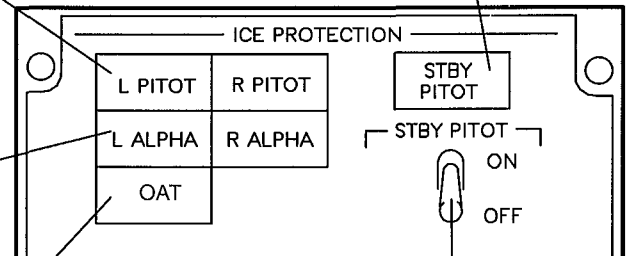 ICE PROTECTION
L PITOT R PITOT
STBY
PITOT
L ALPHA R ALPHA
STBY PITOT
ON
OAT
OFF